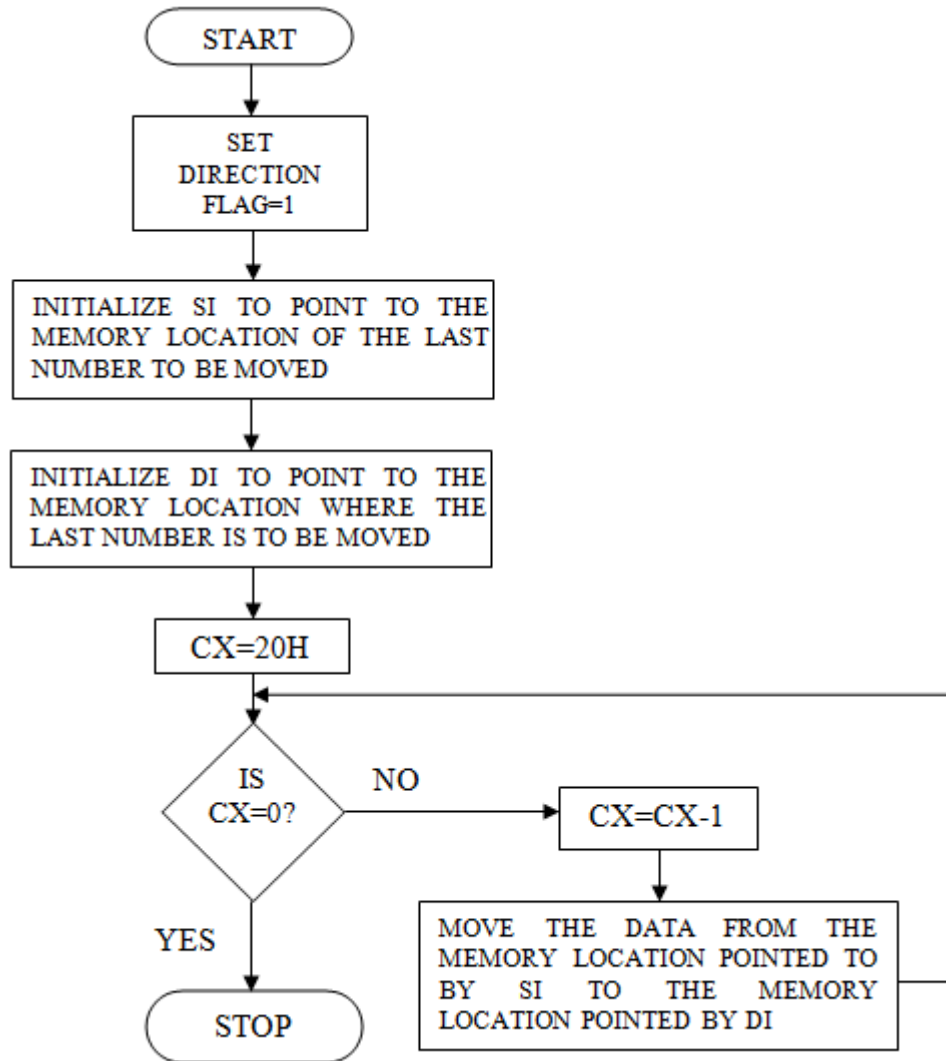 START
SET
DIRECTION
FLAG=1
INITIALIZE SI TO POINT TO THE
MEMORY LOCATION OF THE LAST
NUMBER TO BE MOVED
INITIALIZE DI TO POINT TO THE
MEMORY LOCATION WHERE THE
LAST NUMBER IS TO BE MOVED
CX=20H
IS
CX=0?
NO
CX=CX-1
MOVE THE DATA FROM THE
MEMORY LOCATION POINTED TO
BY SI TO THE MEMORY
LOCATION POINTED BY DI
YES
STOP